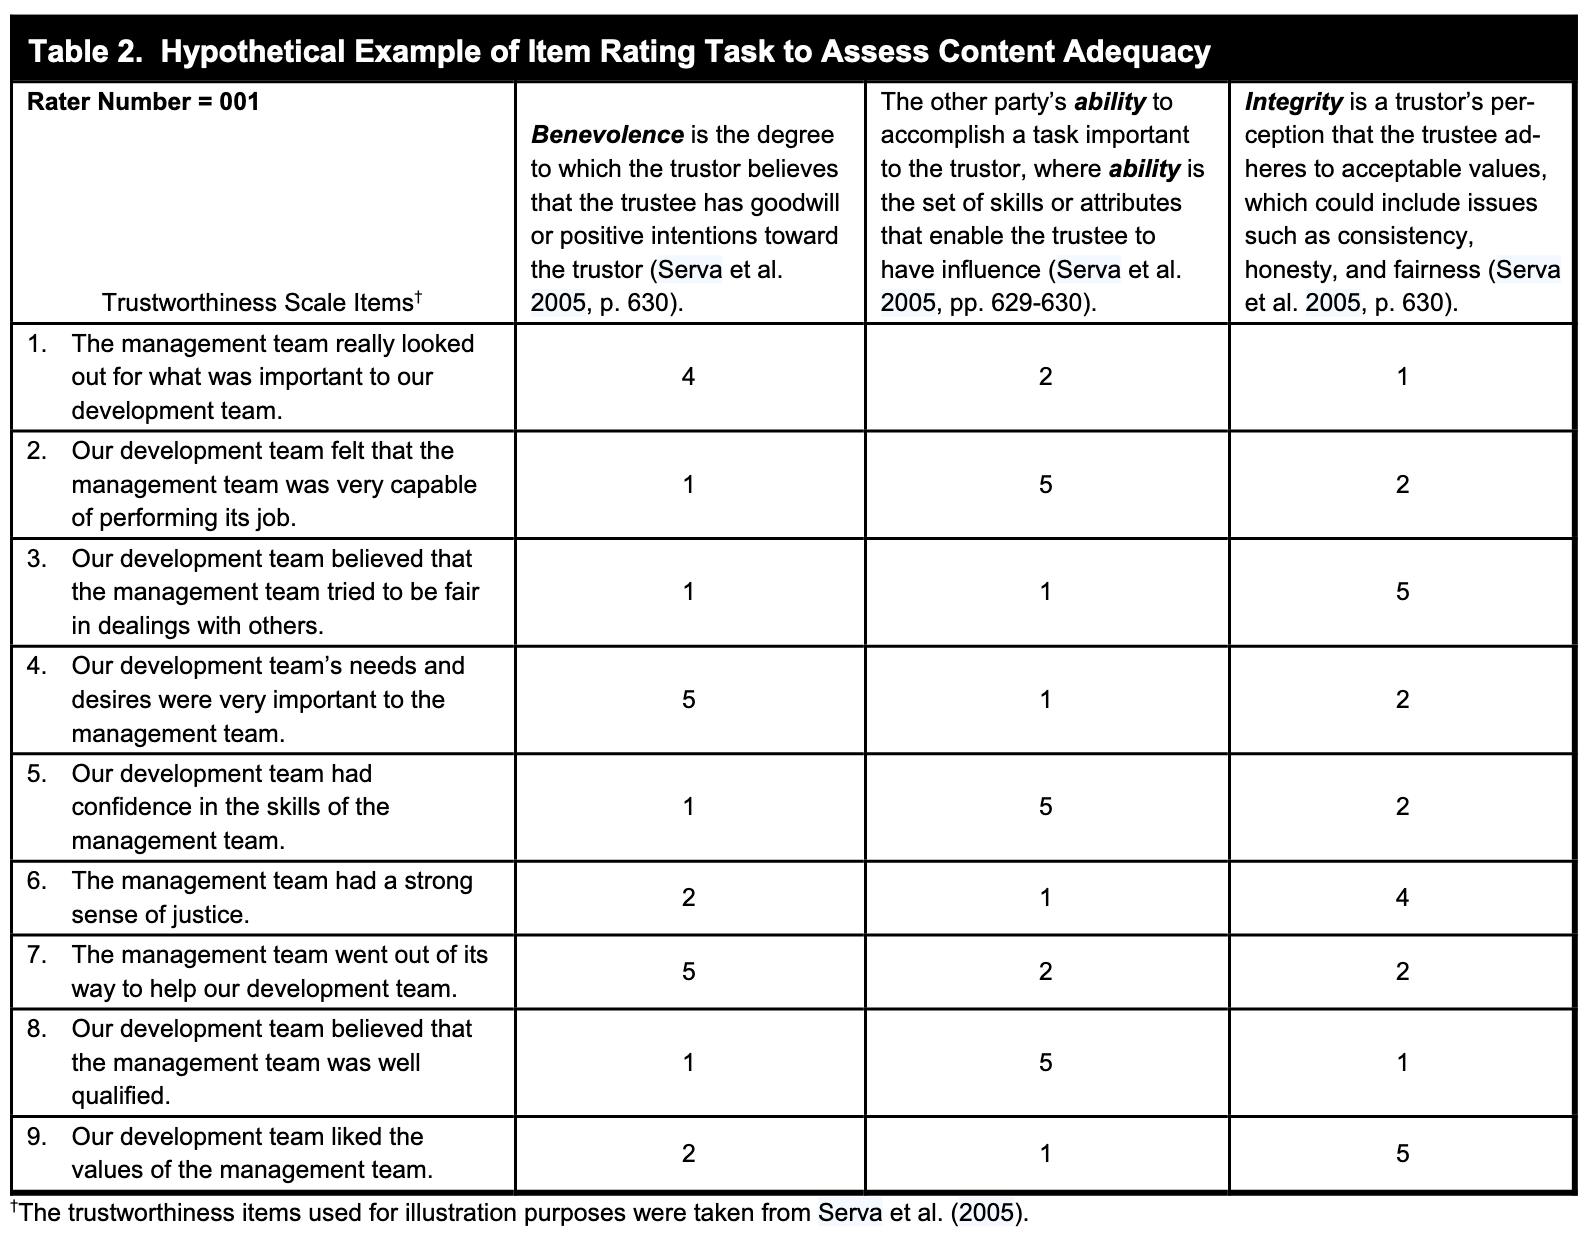 Table 2. Hypothetical Example of Item Rating Task to Assess Content Adequacy
Rater Number = 001
Trustworthiness Scale Items†
Benevolence is the degree
to which the trustor believes
that the trustee has goodwill
or positive intentions toward
the trustor (Serva et al.
2005, p. 630).
The other party's ability to
accomplish a task important
to the trustor, where ability is
the set of skills or attributes
that enable the trustee to
have influence (Serva et al.
2005, pp. 629-630).
Integrity is a trustor's per-
ception that the trustee ad-
heres to acceptable values,
which could include issues
such as consistency,
honesty, and fairness (Serva
et al. 2005, p. 630).
1. The management team really looked
out for what was important to our
development team.
4
2
1
2. Our development team felt that the
management team was very capable
of performing its job.
1
5
2
3. Our development team believed that
the management team tried to be fair
in dealings with others.
1
1
5
4. Our development team's needs and
desires were very important to the
management team.
5
1
2
5. Our development team had
confidence in the skills of the
management team.
1
5
2
6. The management team had a strong
sense of justice.
2
1
4
7. The management team went out of its
way to help our development team.
5
2
2
8. Our development team believed that
the management team was well
qualified.
1
5
1
9. Our development team liked the
values of the management team.
2
1
5
†The trustworthiness items used for illustration purposes were taken from Serva et al. (2005).